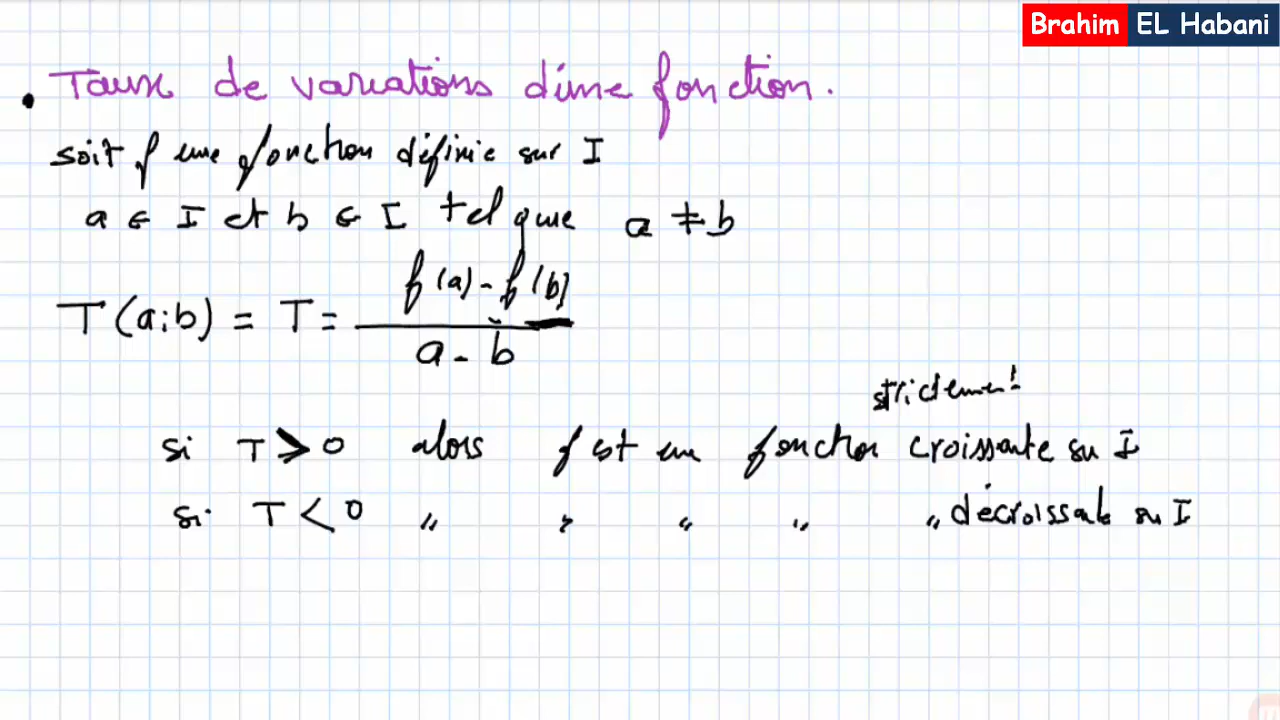 Brahim EL Habani
• Taux de variations d'une fonction.
soit f une fonction définie sur I
a ∈ I et b ∈ I tel que a ≠ b
T(a;b) = T = f(a) - f(b)
a - b
strictement
si T > 0 alors f est une fonction croissante sur I
si T < 0 " " " " " décroissante sur I